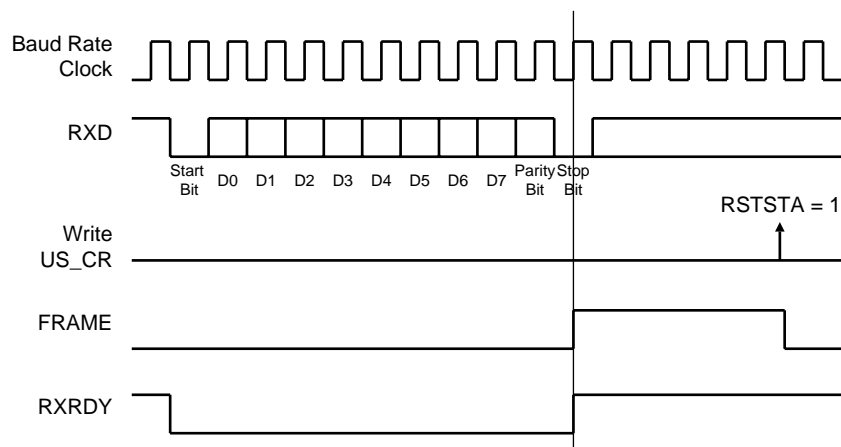 Baud Rate
Clock
RXD
Start
Bit
D0
D1
D2
D3
D4
D5
D6
D7
Parity
Bit
Stop
Bit
RSTSTA = 1
Write
US_CR
FRAME
RXRDY